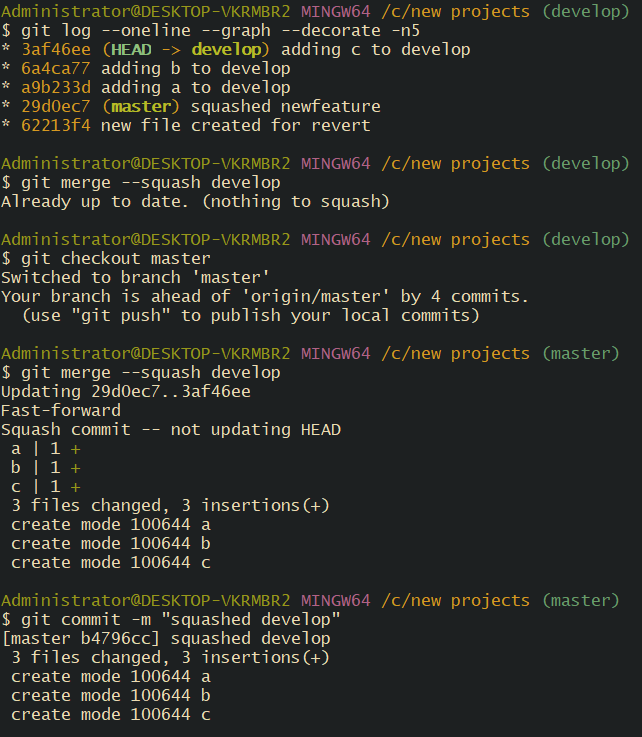 Administrator@DESKTOP-VKRMBR2 MINGW64 /c/new projects (develop)
$ git log --oneline --graph --decorate -n5
* 3af46ee (HEAD -> develop) adding c to develop
* 6a4ca77 adding b to develop
* a9b233d adding a to develop
* 29d0ec7 (master) squashed newfeature
* 62213f4 new file created for revert
Administrator@DESKTOP-VKRMBR2 MINGW64 /c/new projects (develop)
$ git merge --squash develop
Already up to date. (nothing to squash)
Administrator@DESKTOP-VKRMBR2 MINGW64 /c/new projects (develop)
$ git checkout master
Switched to branch 'master'
Your branch is ahead of 'origin/master' by 4 commits.
  (use "git push" to publish your local commits)
Administrator@DESKTOP-VKRMBR2 MINGW64 /c/new projects (master)
$ git merge --squash develop
Updating 29d0ec7..3af46ee
Fast-forward
Squash commit -- not updating HEAD
 a | 1 +
 b | 1 +
 c | 1 +
 3 files changed, 3 insertions(+)
 create mode 100644 a
 create mode 100644 b
 create mode 100644 c
Administrator@DESKTOP-VKRMBR2 MINGW64 /c/new projects (master)
$ git commit -m "squashed develop"
[master b4796cc] squashed develop
 3 files changed, 3 insertions(+)
 create mode 100644 a
 create mode 100644 b
 create mode 100644 c